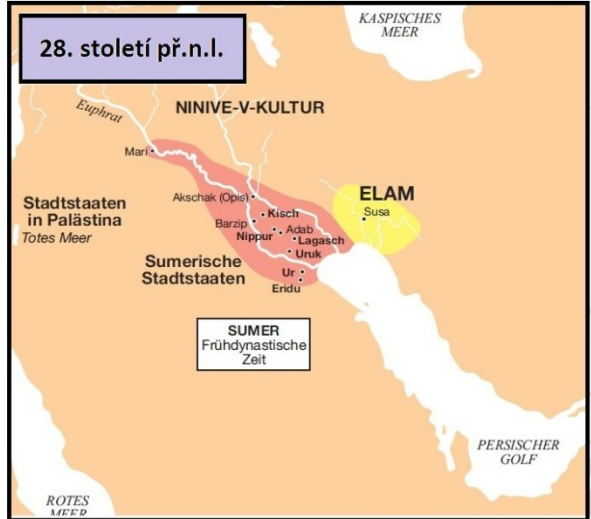 28. století př.n.l.
KASPISCHES
MEER
Euphrat
NINIVE-V-KULTUR
Mari
ELAM
Akschak (Opis)
Susa
Stadtstaaten
in Palästina
Totes Meer
Kisch
Barzip
Adab
Nippur
Lagasch
Uruk
Sumerische
Stadtstaaten
Ur
Eridu
SUMER
Frühdynastische
Zeit
PERSISCHER
GOLF
ROTES
MEER